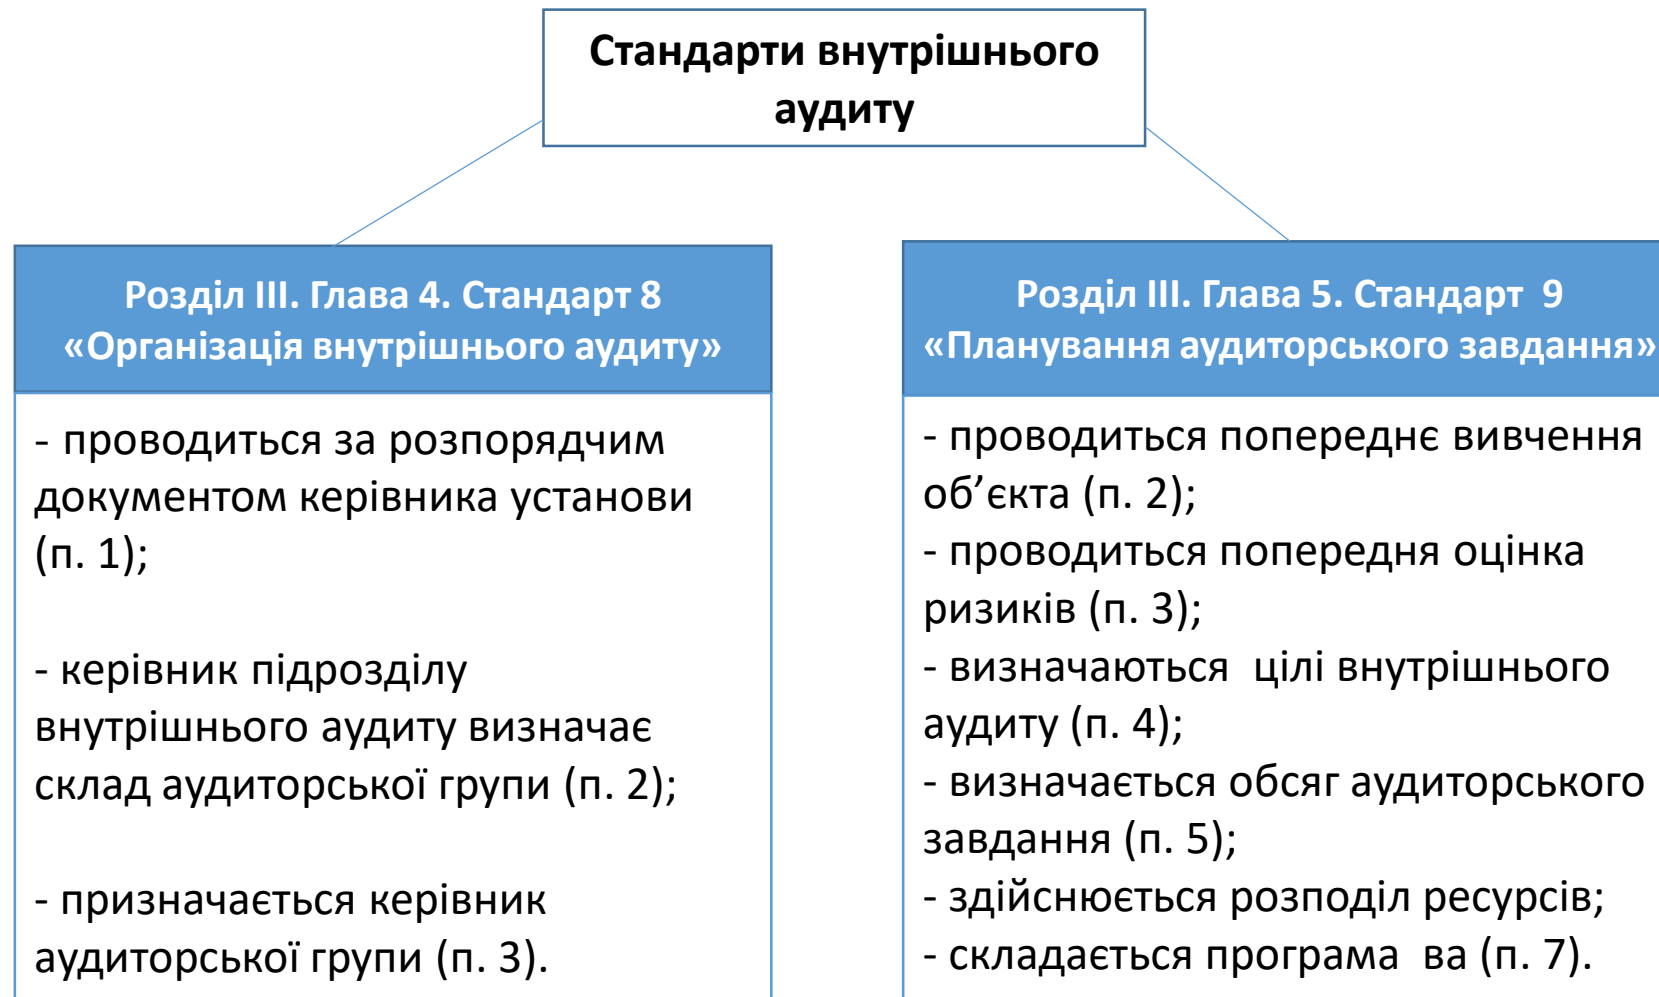 Стандарти внутрішнього
аудиту
Розділ ІІІ. Глава 4. Стандарт 8
«Організація внутрішнього аудиту»
- проводиться за розпорядчим
документом керівника установи
(п. 1);
- керівник підрозділу
внутрішнього аудиту визначає
склад аудиторської групи (п. 2);
- призначається керівник
аудиторської групи (п. 3).
Розділ ІІІ. Глава 5. Стандарт  9
«Планування аудиторського завдання»
- проводиться попереднє вивчення
об’єкта (п. 2);
- проводиться попередня оцінка
ризиків (п. 3);
- визначаються  цілі внутрішнього
аудиту (п. 4);
- визначається обсяг аудиторського
завдання (п. 5);
- здійснюється розподіл ресурсів;
- складається програма  ва (п. 7).